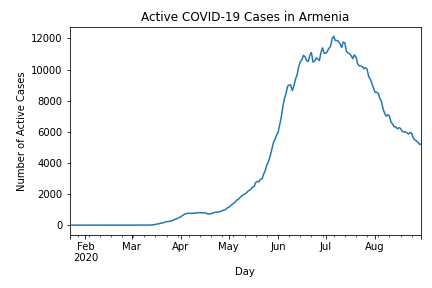 Active COVID-19 Cases in Armenia
Number of Active Cases
12000
10000
8000
6000
4000
2000
0
Feb Mar Apr May Jun Jul Aug
2020
Day